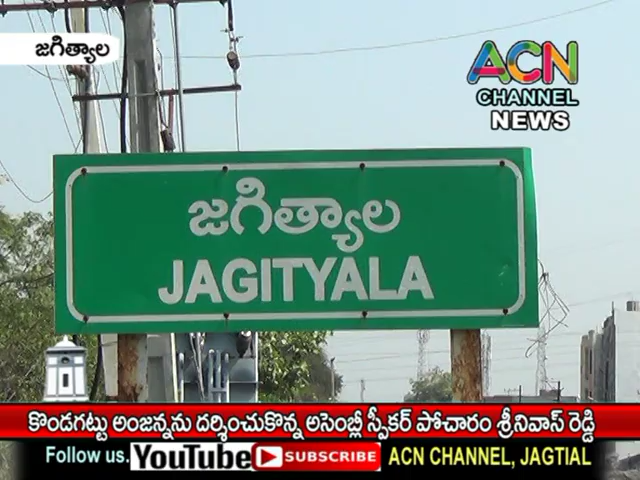 జగిత్యాల
ACN
CHANNEL
NEWS
జగిత్యాల
JAGITYALA
కొండగట్టు అంజన్నను దర్శించుకొన్న అసెంబ్లీ స్పీకర్ పోచారం శ్రీనివాస్ రెడ్డి
Follow us. YouTube SUBSCRIBE ACN CHANNEL, JAGTIAL